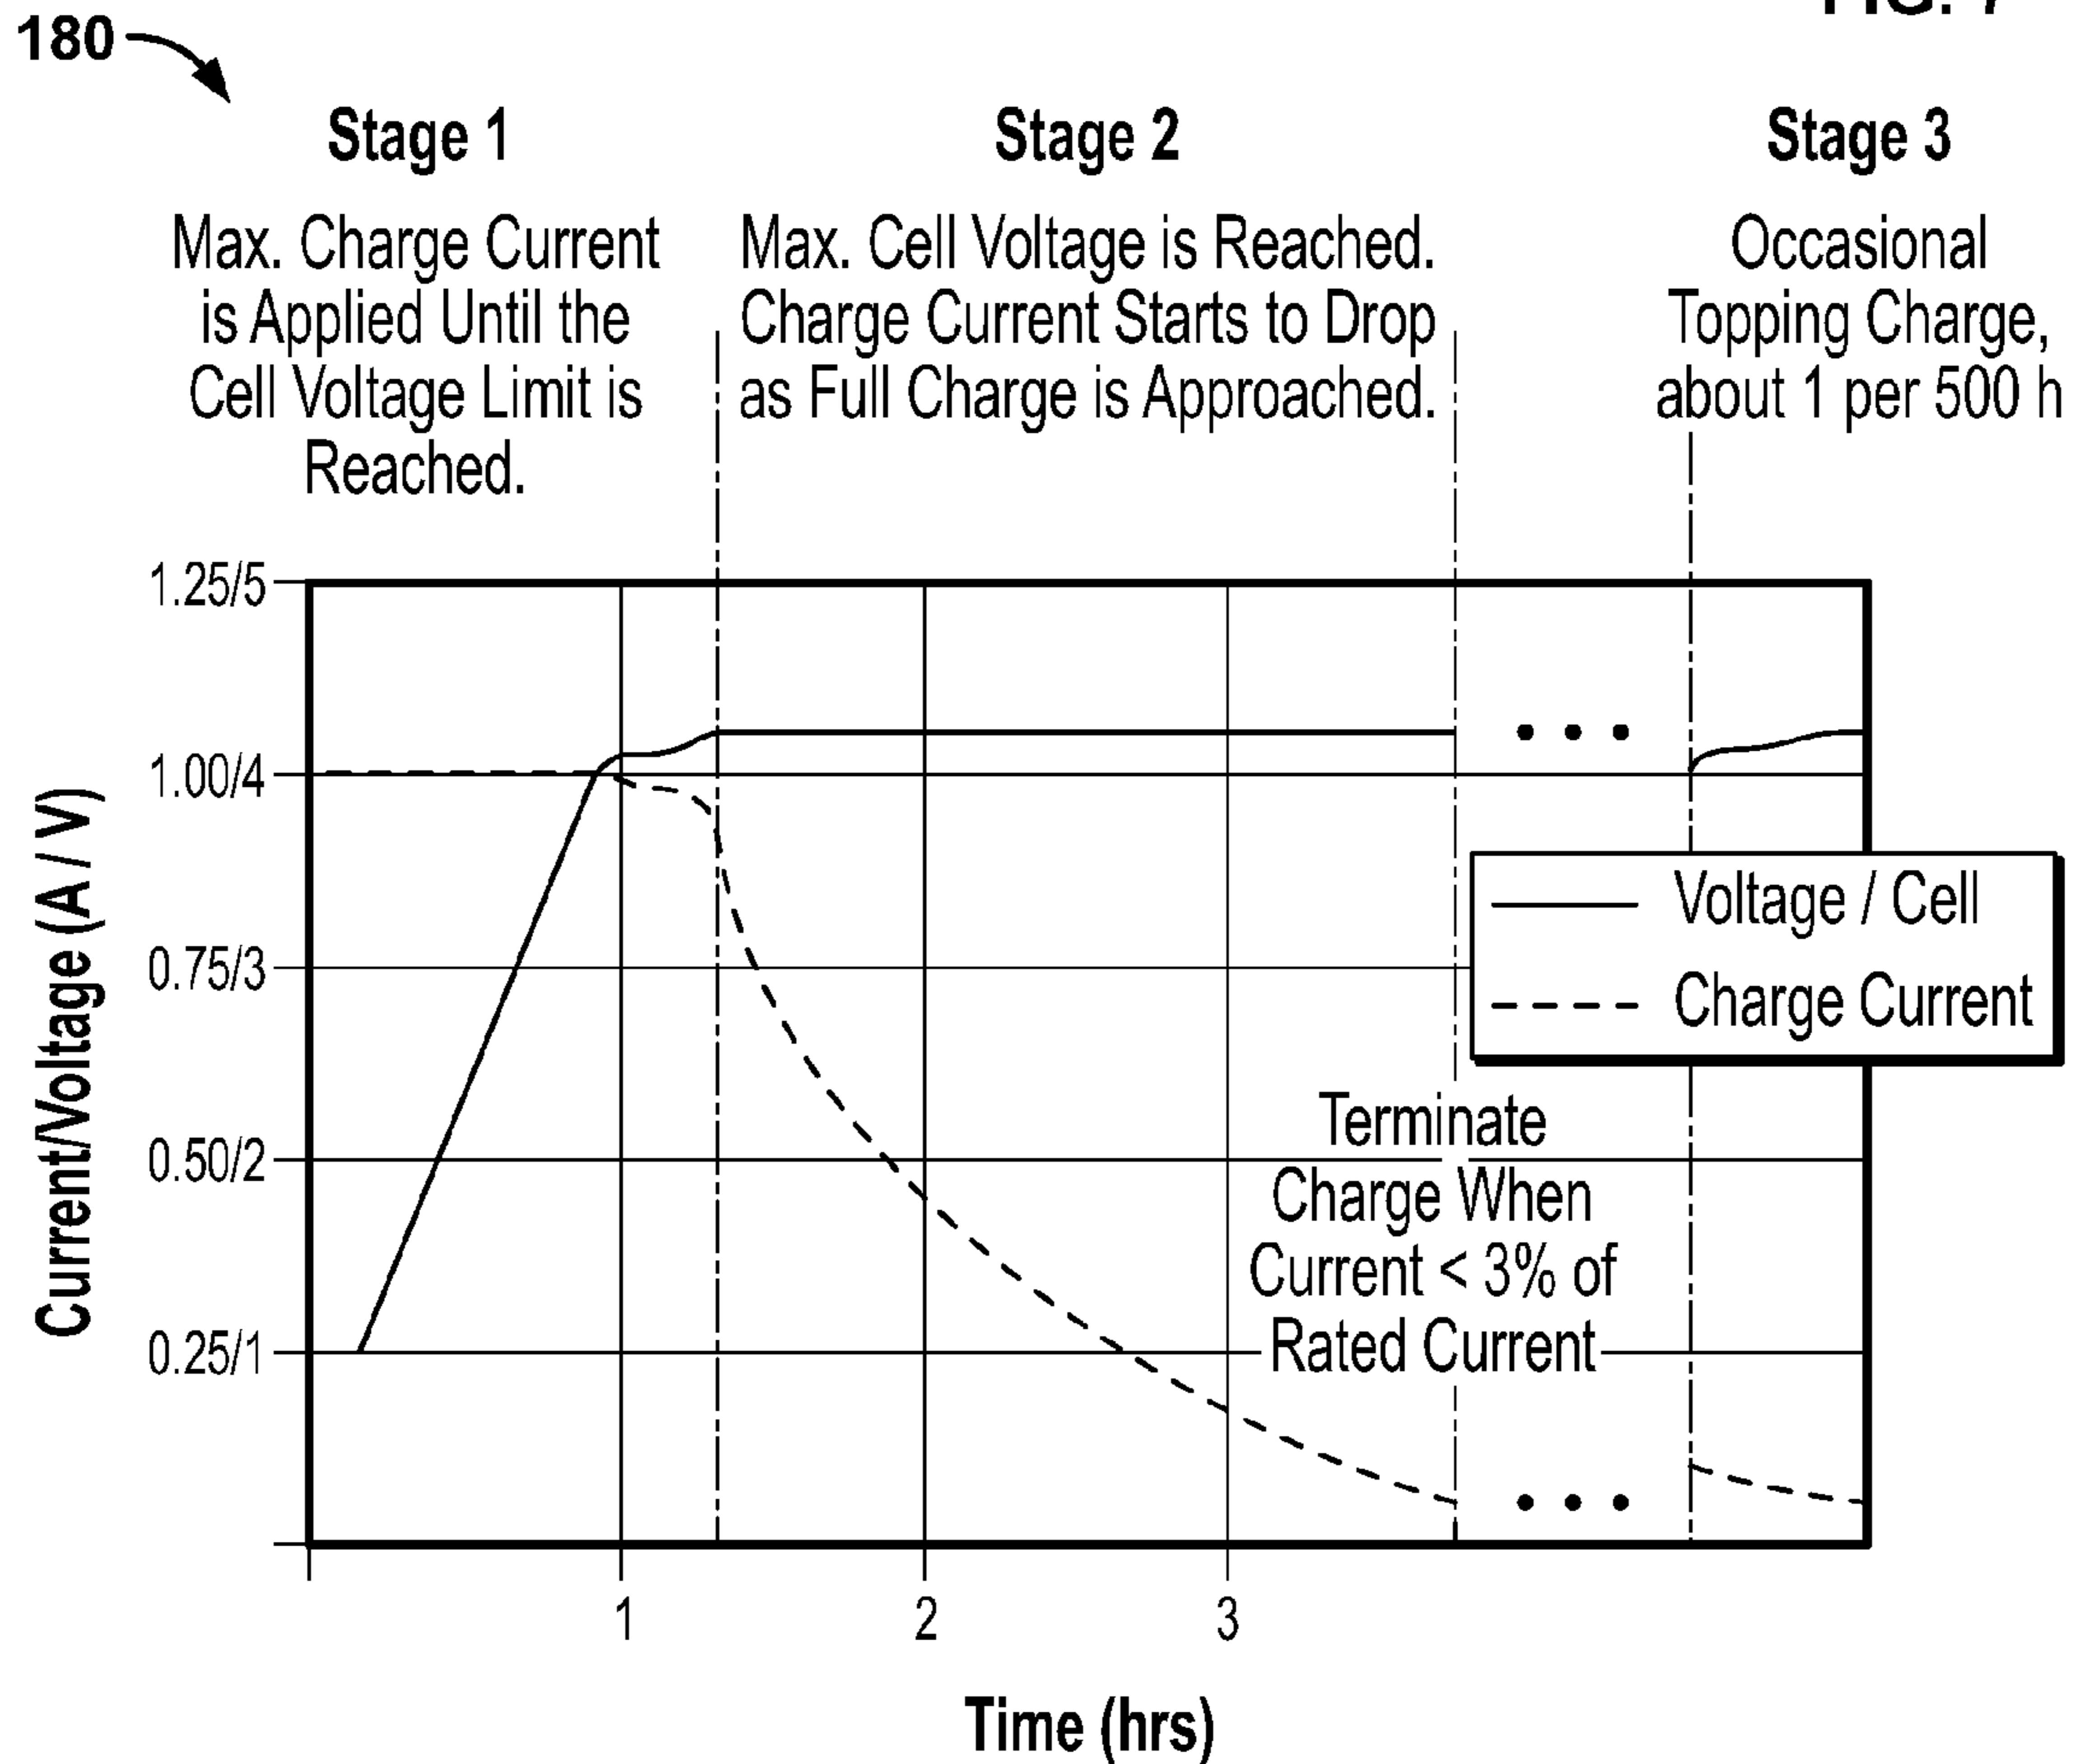 FIG.
180
Stage 1
Max. Charge Current
is Applied Until the
Cell Voltage Limit is
Reached.
Stage 2
Max. Cell Voltage is Reached.
Charge Current Starts to Drop
as Full Charge is Approached.
Stage 3
Occasional
Topping Charge,
about 1 per 500 h
Current/Voltage (A / V)
1.25/5
1.00/4
0.75/3
0.50/2
0.25/1
Voltage / Cell
Charge Current
Terminate
Charge When
Current < 3% of
Rated Current
1
2
3
Time (hrs)